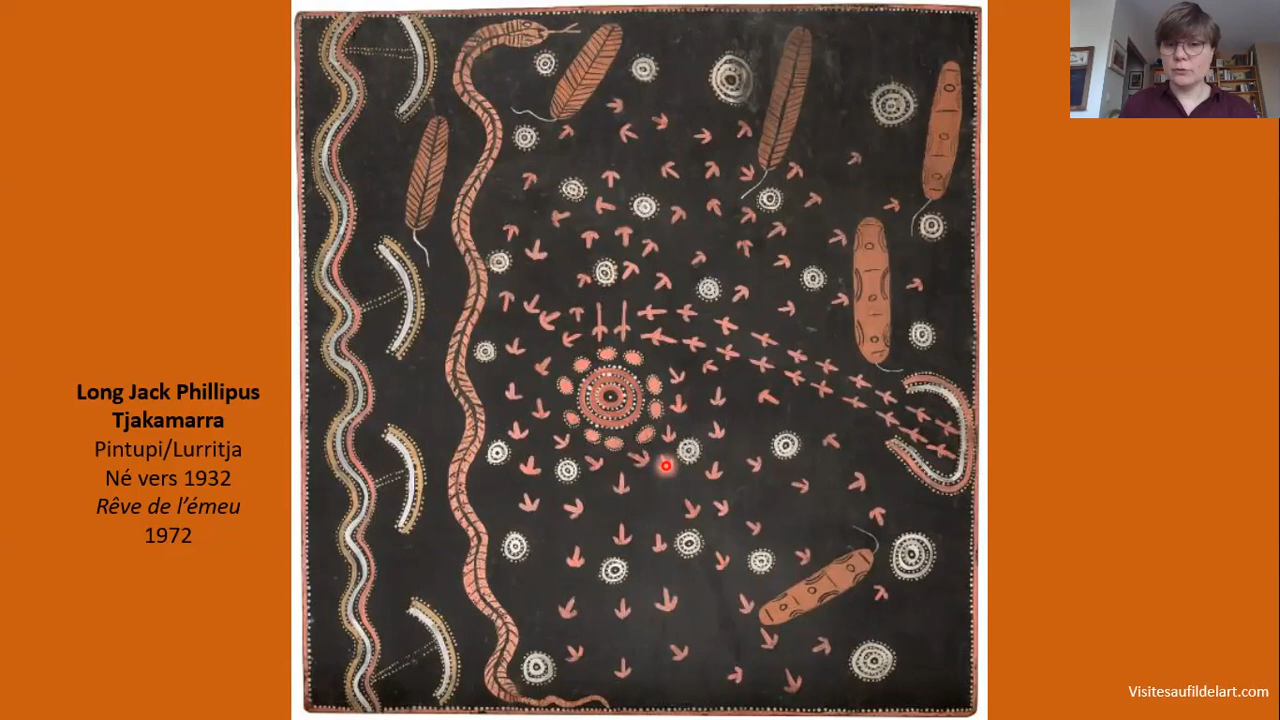 Long Jack Phillipus
Tjakamarra
Pintupi/Lurritja
Né vers 1932
Rêve de l’émeu
1972
Visitesaufildelart.com